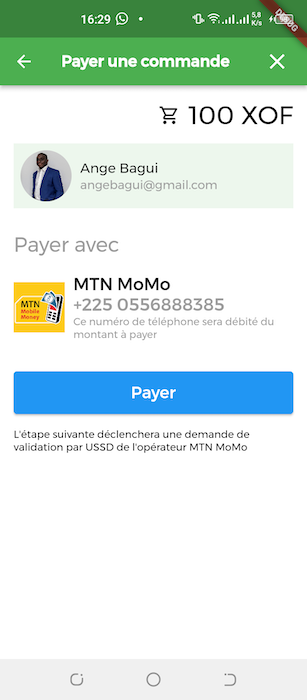 16:29
5,8
K/s
DEBUG
Payer une commande
100 XOF
Ange Bagui
angebagui@gmail.com
Payer avec
MTN
Mobile
Money
MTN MoMo
+225 0556888385
Ce numéro de téléphone sera débité du
montant à payer
Payer
L'étape suivante déclenchera une demande de
validation par USSD de l'opérateur MTN MoMo